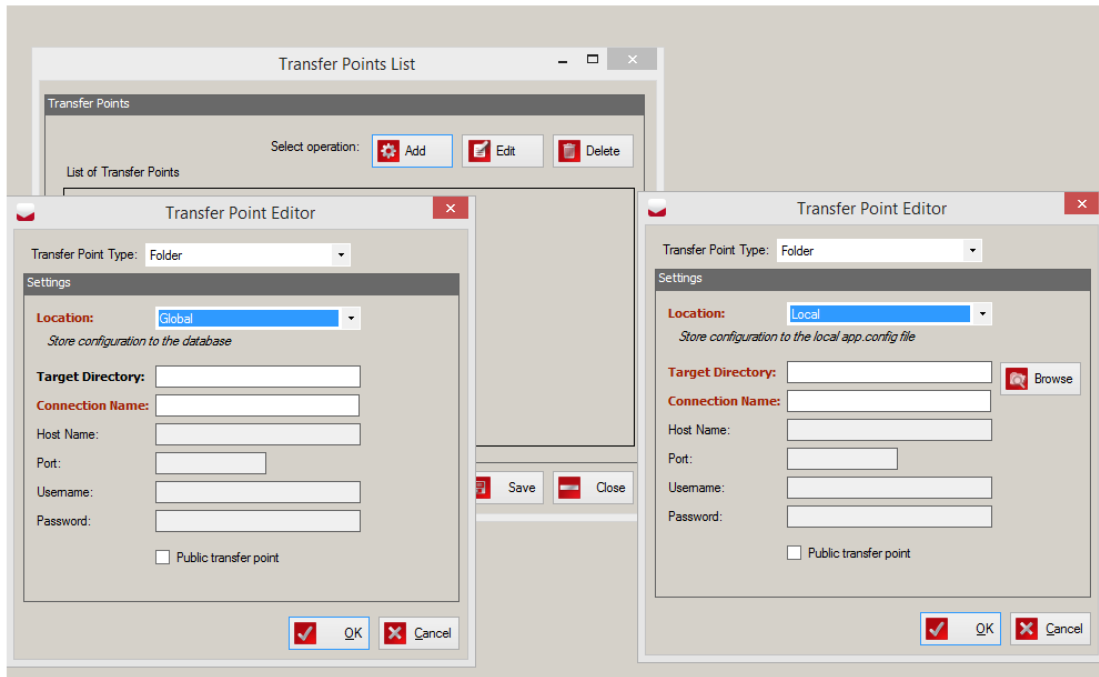 Transfer Points List
Transfer Points
Select operation: Add Edit Delete
List of Transfer Points
Save Close
Transfer Point Editor
Transfer Point Type: Folder
Settings
Location: Global
Store configuration to the database
Target Directory:
Connection Name:
Host Name:
Port:
Username:
Password:
Public transfer point
OK Cancel
Transfer Point Editor
Transfer Point Type: Folder
Settings
Location: Local
Store configuration to the local app.config file
Target Directory: Browse
Connection Name:
Host Name:
Port:
Username:
Password:
Public transfer point
OK Cancel